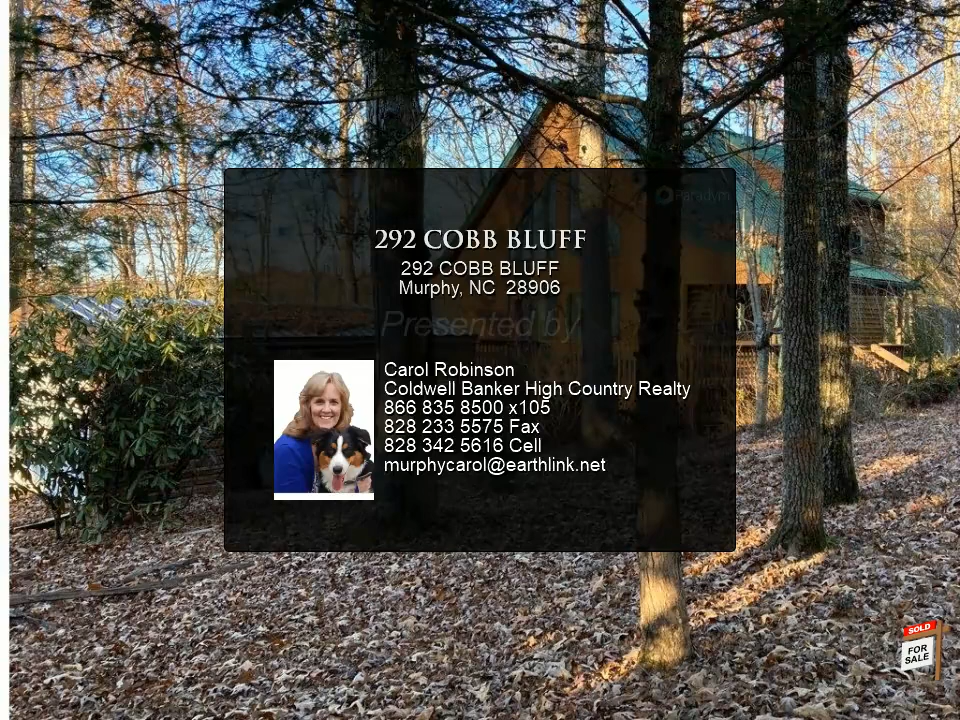 Paradym
292 COBB BLUFF
292 COBB BLUFF
Murphy, NC 28906
Presented by
Carol Robinson
Coldwell Banker High Country Realty
866 835 8500 x105
828 233 5575 Fax
828 342 5616 Cell
murphycarol@earthlink.net
SOLD
FOR
SALE